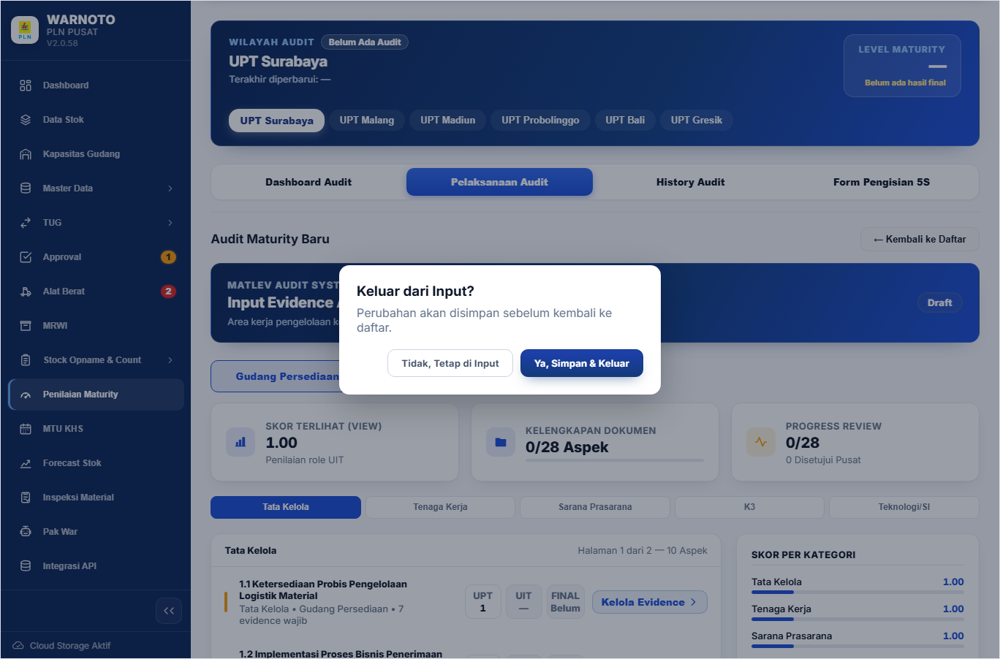 WARNOTO
PLN PUSAT
V2.0.58
PLN
Dashboard
Data Stok
Kapasitas Gudang
Master Data
TUG
Approval
1
Alat Berat
2
MRWI
Stock Opname & Count
Penilaian Maturity
MTU KHS
Forecast Stok
Inspeksi Material
Pak War
Integrasi API
Cloud Storage Aktif
WILAYAH AUDIT
Belum Ada Audit
UPT Surabaya
Terakhir diperbarui: —
LEVEL MATURITY
—
Belum ada hasil final
UPT Surabaya
UPT Malang
UPT Madiun
UPT Probolinggo
UPT Bali
UPT Gresik
Dashboard Audit
Pelaksanaan Audit
History Audit
Form Pengisian 5S
Audit Maturity Baru
← Kembali ke Daftar
MATLEV AUDIT SYST
Input Evidence
Area kerja pengelolaan k
Draft
Keluar dari Input?
Perubahan akan disimpan sebelum kembali ke
daftar.
Tidak, Tetap di Input
Ya, Simpan & Keluar
Gudang Persediaan
SKOR TERLIHAT (VIEW)
1.00
Penilaian role UIT
KELENGKAPAN DOKUMEN
0/28 Aspek
PROGRESS REVIEW
0/28
0 Disetujui Pusat
Tata Kelola
Tenaga Kerja
Sarana Prasarana
K3
Teknologi/SI
Tata Kelola
Halaman 1 dari 2 — 10 Aspek
1.1 Ketersediaan Probis Pengelolaan
Logistik Material
Tata Kelola • Gudang Persediaan • 7
evidence wajib
UPT
1
UIT
—
FINAL
Belum
Kelola Evidence
1.2 Implementasi Proses Bisnis Penerimaan
SKOR PER KATEGORI
Tata Kelola
1.00
Tenaga Kerja
1.00
Sarana Prasarana
1.00